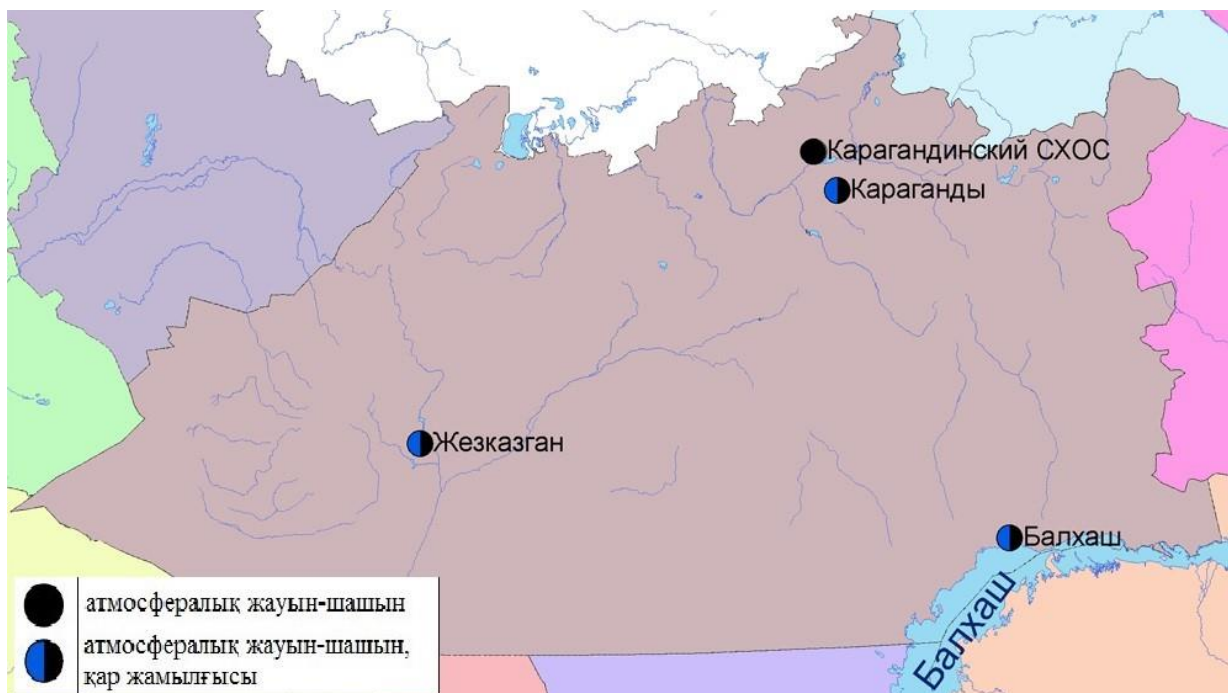 Карагандинский СХОС
Караганды
Жезказган
Балхаш
Балхаш
атмосфералық жауын-шашын
атмосфералық жауын-шашын,
қар жамылғысы